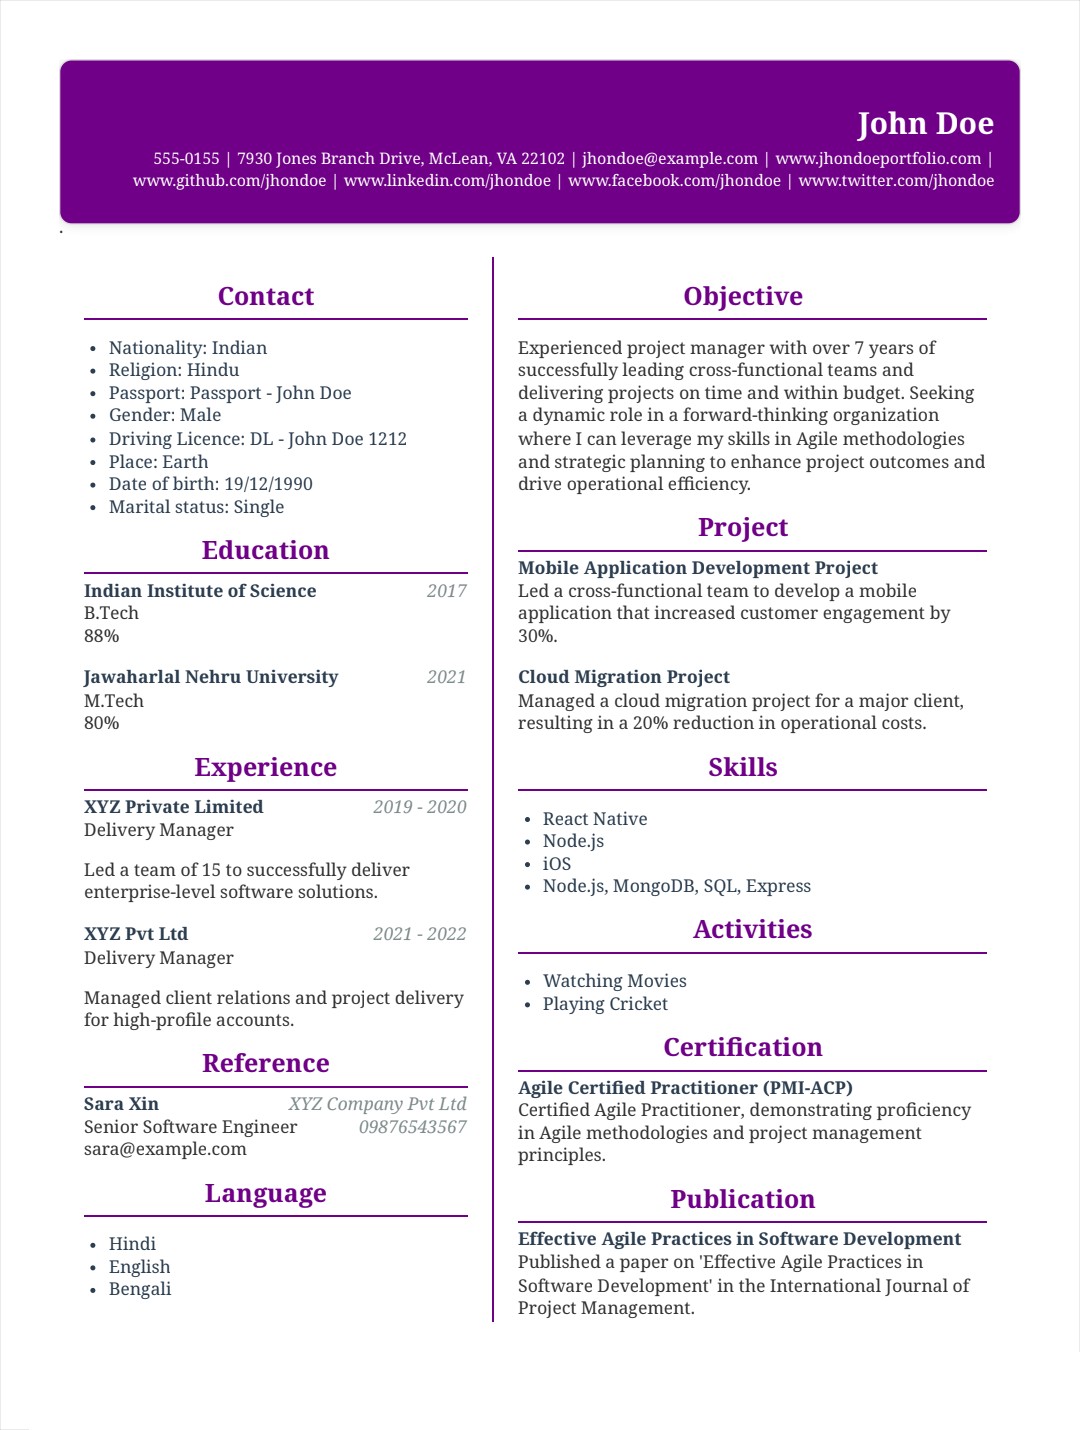 John Doe
555-0155 | 7930 Jones Branch Drive, McLean, VA 22102 | jhondoe@example.com | www.jhondoeportfolio.com |
www.github.com/jhondoe | www.linkedin.com/jhondoe | www.facebook.com/jhondoe | www.twitter.com/jhondoe
.
Contact
• Nationality: Indian
• Religion: Hindu
• Passport: Passport - John Doe
• Gender: Male
• Driving Licence: DL - John Doe 1212
• Place: Earth
• Date of birth: 19/12/1990
• Marital status: Single
Education
Indian Institute of Science 2017
B.Tech
88%
Jawaharlal Nehru University 2021
M.Tech
80%
Experience
XYZ Private Limited 2019 - 2020
Delivery Manager
Led a team of 15 to successfully deliver
enterprise-level software solutions.
XYZ Pvt Ltd 2021 - 2022
Delivery Manager
Managed client relations and project delivery
for high-profile accounts.
Reference
Sara Xin XYZ Company Pvt Ltd
Senior Software Engineer 09876543567
sara@example.com
Language
• Hindi
• English
• Bengali
Objective
Experienced project manager with over 7 years of
successfully leading cross-functional teams and
delivering projects on time and within budget. Seeking
a dynamic role in a forward-thinking organization
where I can leverage my skills in Agile methodologies
and strategic planning to enhance project outcomes and
drive operational efficiency.
Project
Mobile Application Development Project
Led a cross-functional team to develop a mobile
application that increased customer engagement by
30%.
Cloud Migration Project
Managed a cloud migration project for a major client,
resulting in a 20% reduction in operational costs.
Skills
• React Native
• Node.js
• iOS
• Node.js, MongoDB, SQL, Express
Activities
• Watching Movies
• Playing Cricket
Certification
Agile Certified Practitioner (PMI-ACP)
Certified Agile Practitioner, demonstrating proficiency
in Agile methodologies and project management
principles.
Publication
Effective Agile Practices in Software Development
Published a paper on 'Effective Agile Practices in
Software Development' in the International Journal of
Project Management.